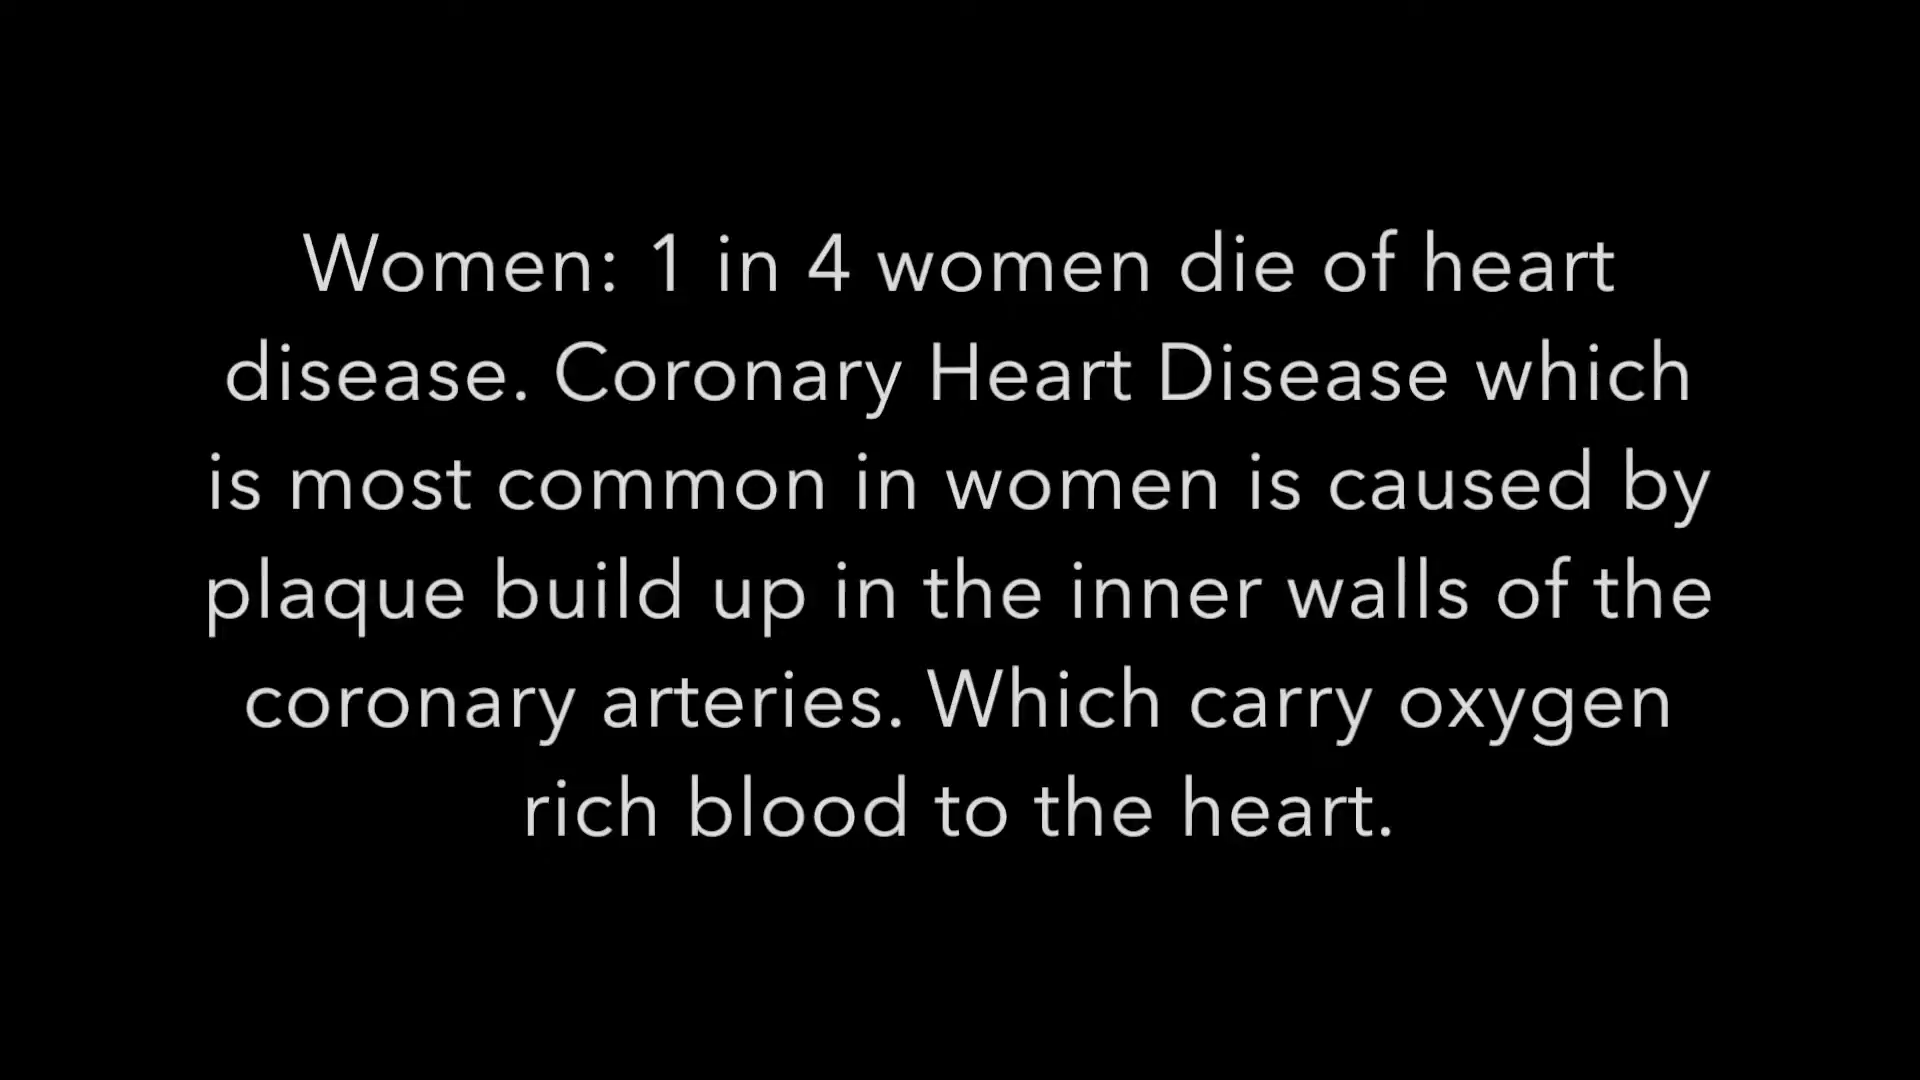 Women: 1 in 4 women die of heart
disease. Coronary Heart Disease which
is most common in women is caused by
plaque build up in the inner walls of the
coronary arteries. Which carry oxygen
rich blood to the heart.